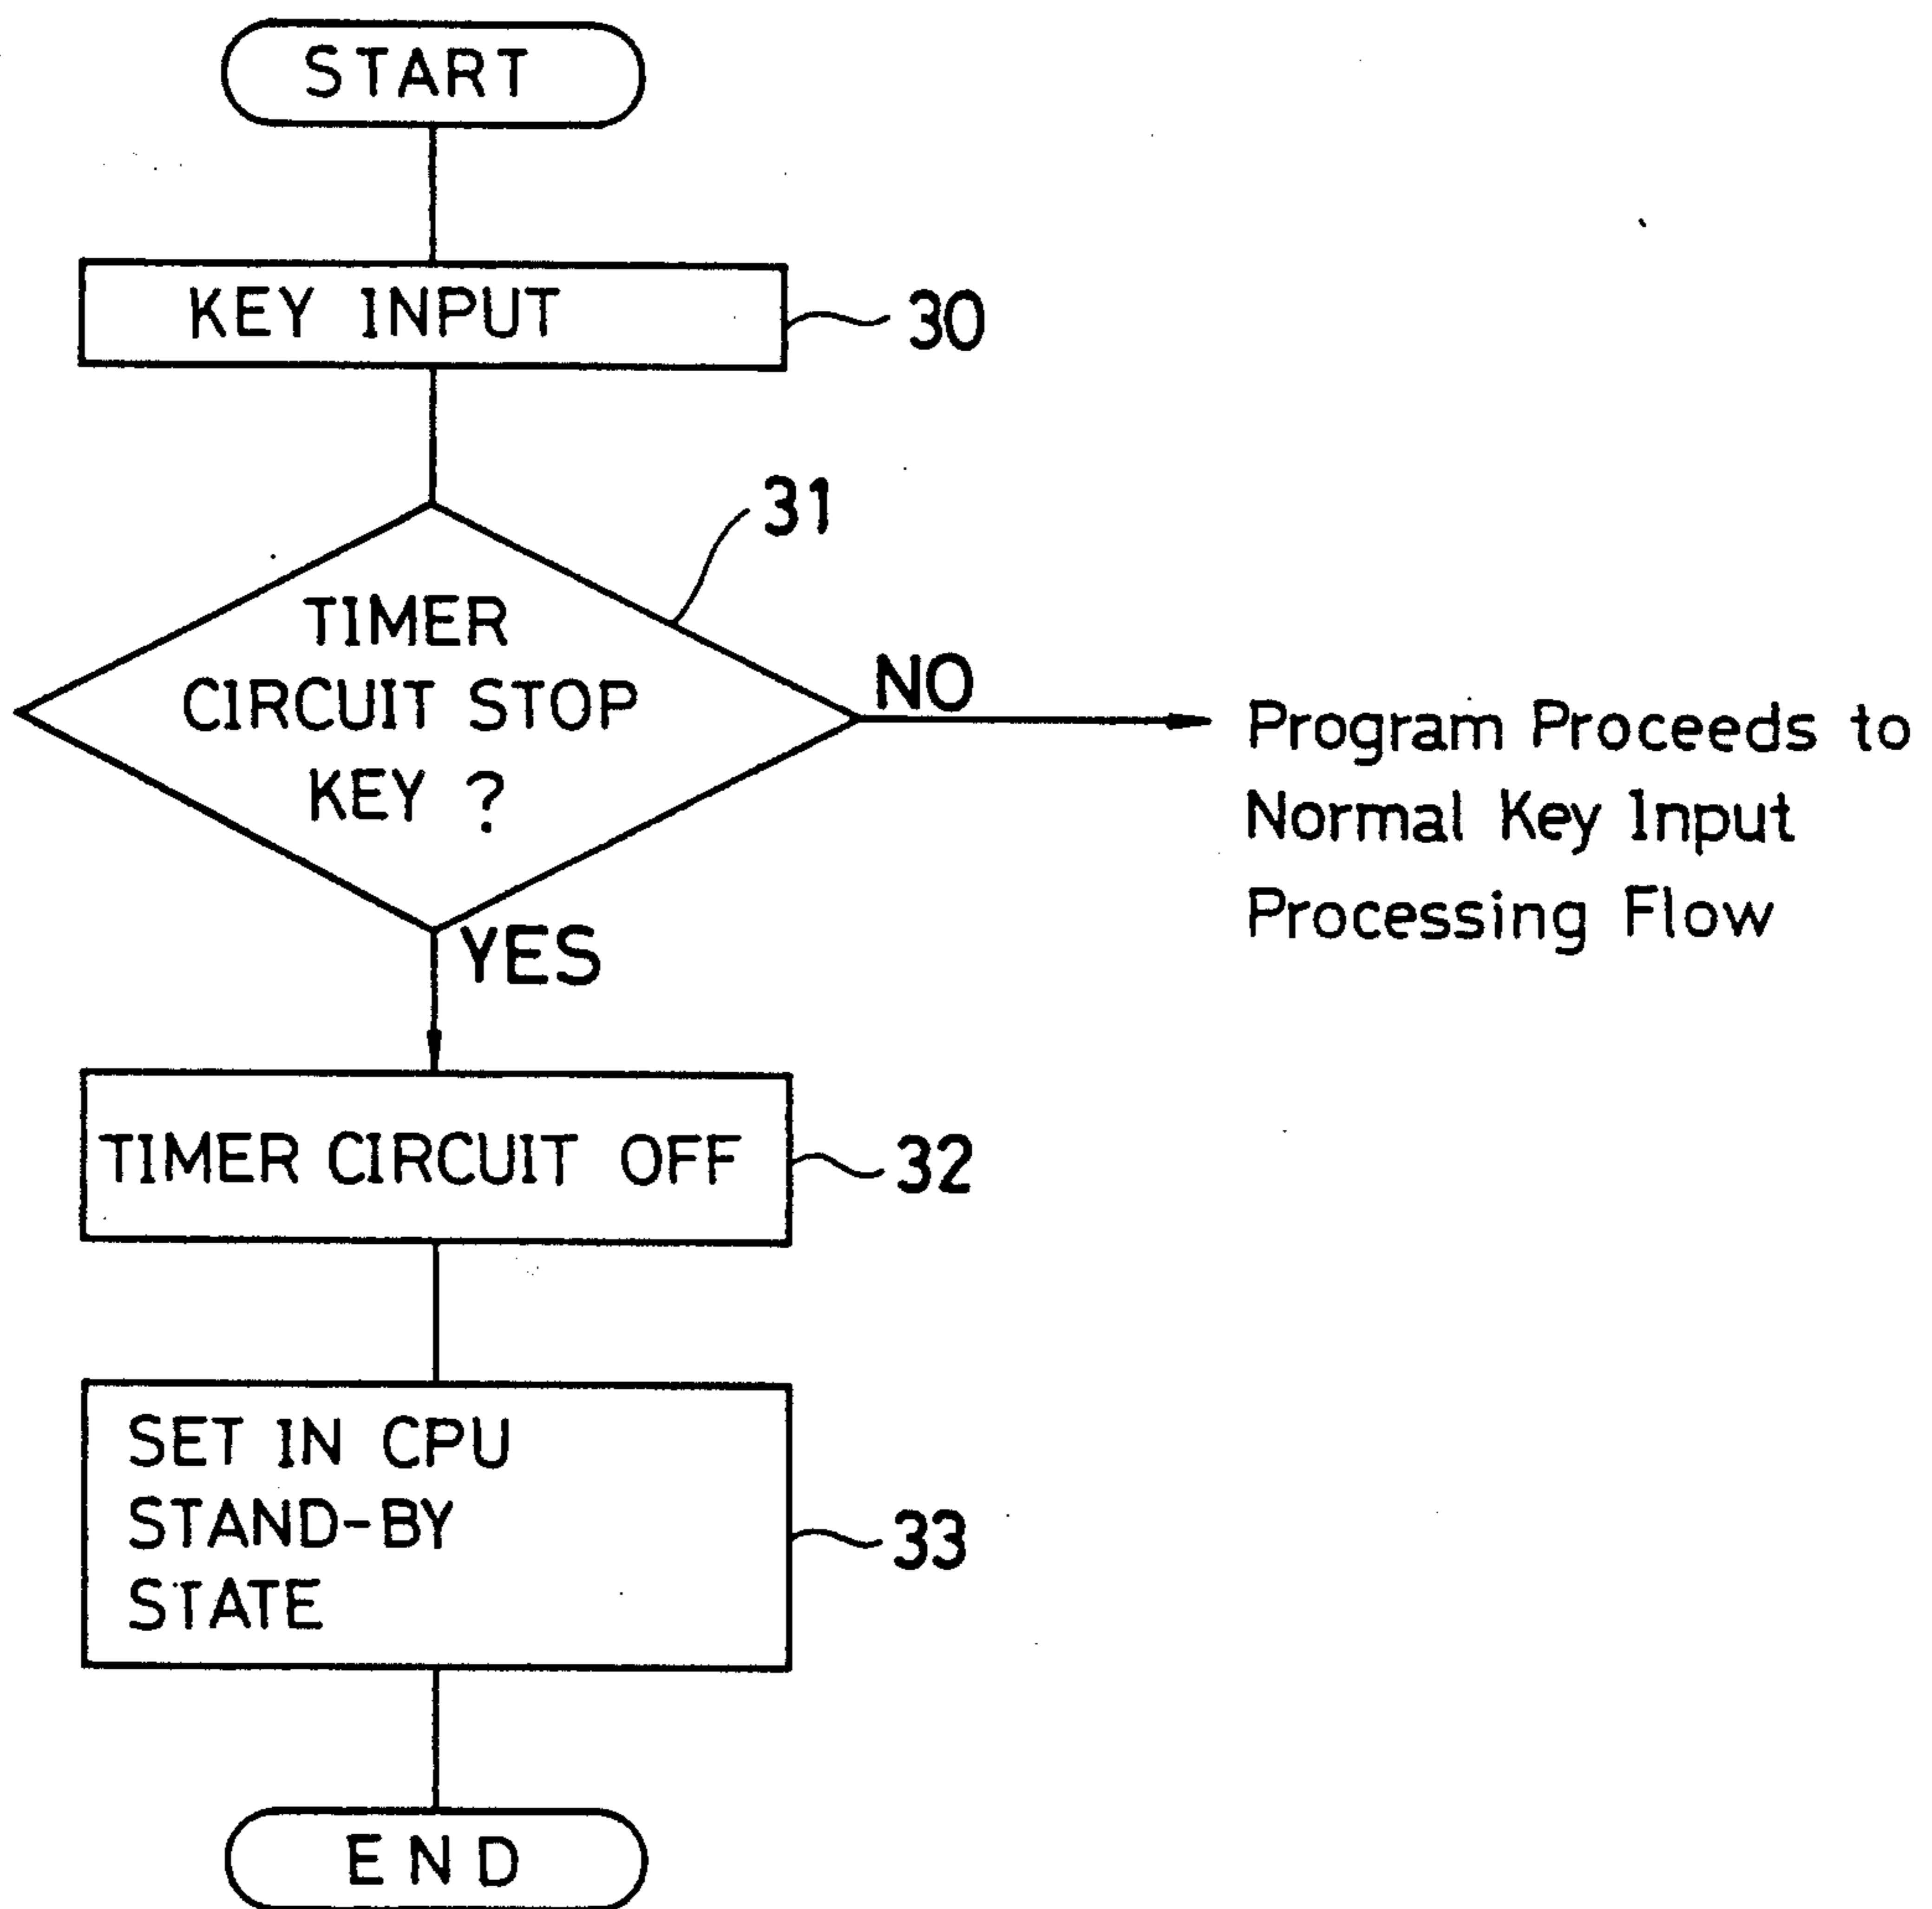 START
KEY INPUT
30
31
TIMER
CIRCUIT STOP
KEY ?
NO
Program Proceeds to
Normal Key Input
Processing Flow
YES
TIMER CIRCUIT OFF
32
SET IN CPU
STAND-BY
STATE
33
END